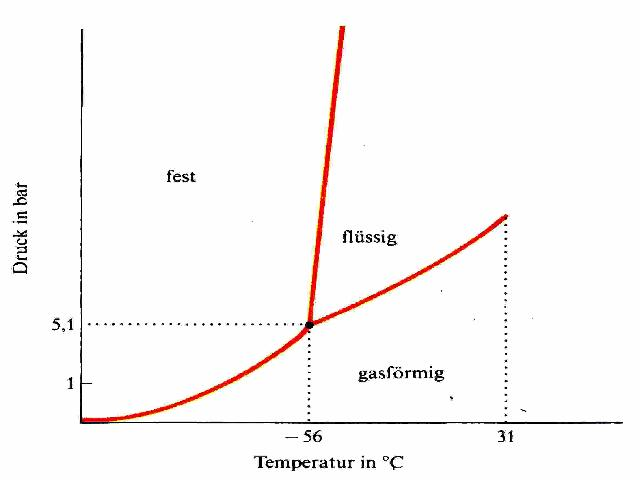 Druck in bar
fest
flüssig
5,1
1
gasförmig
−56
31
Temperatur in °C